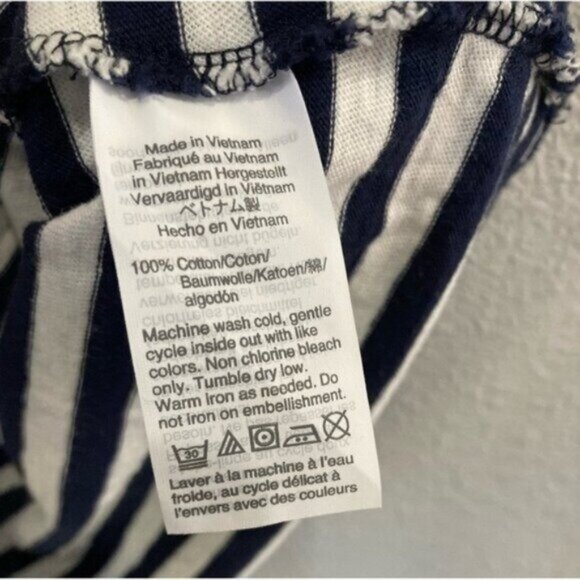 Made in Vietnam
Fabriqué au Vietnam
in Vietnam Hergestellt
Vervaardigd in Viëtnam
ベトナム製
Hecho en Vietnam
100% Cotton/Coton/
Baumwolle/Katoen/綿/
algodón
Machine wash cold, gentle
cycle inside out with like
colors. Non chlorine bleach
only. Tumble dry low.
Warm iron as needed. Do
not iron on embellishment.
30
Laver à la machine à l'eau
froide, au cycle délicat à
l'envers avec des couleurs